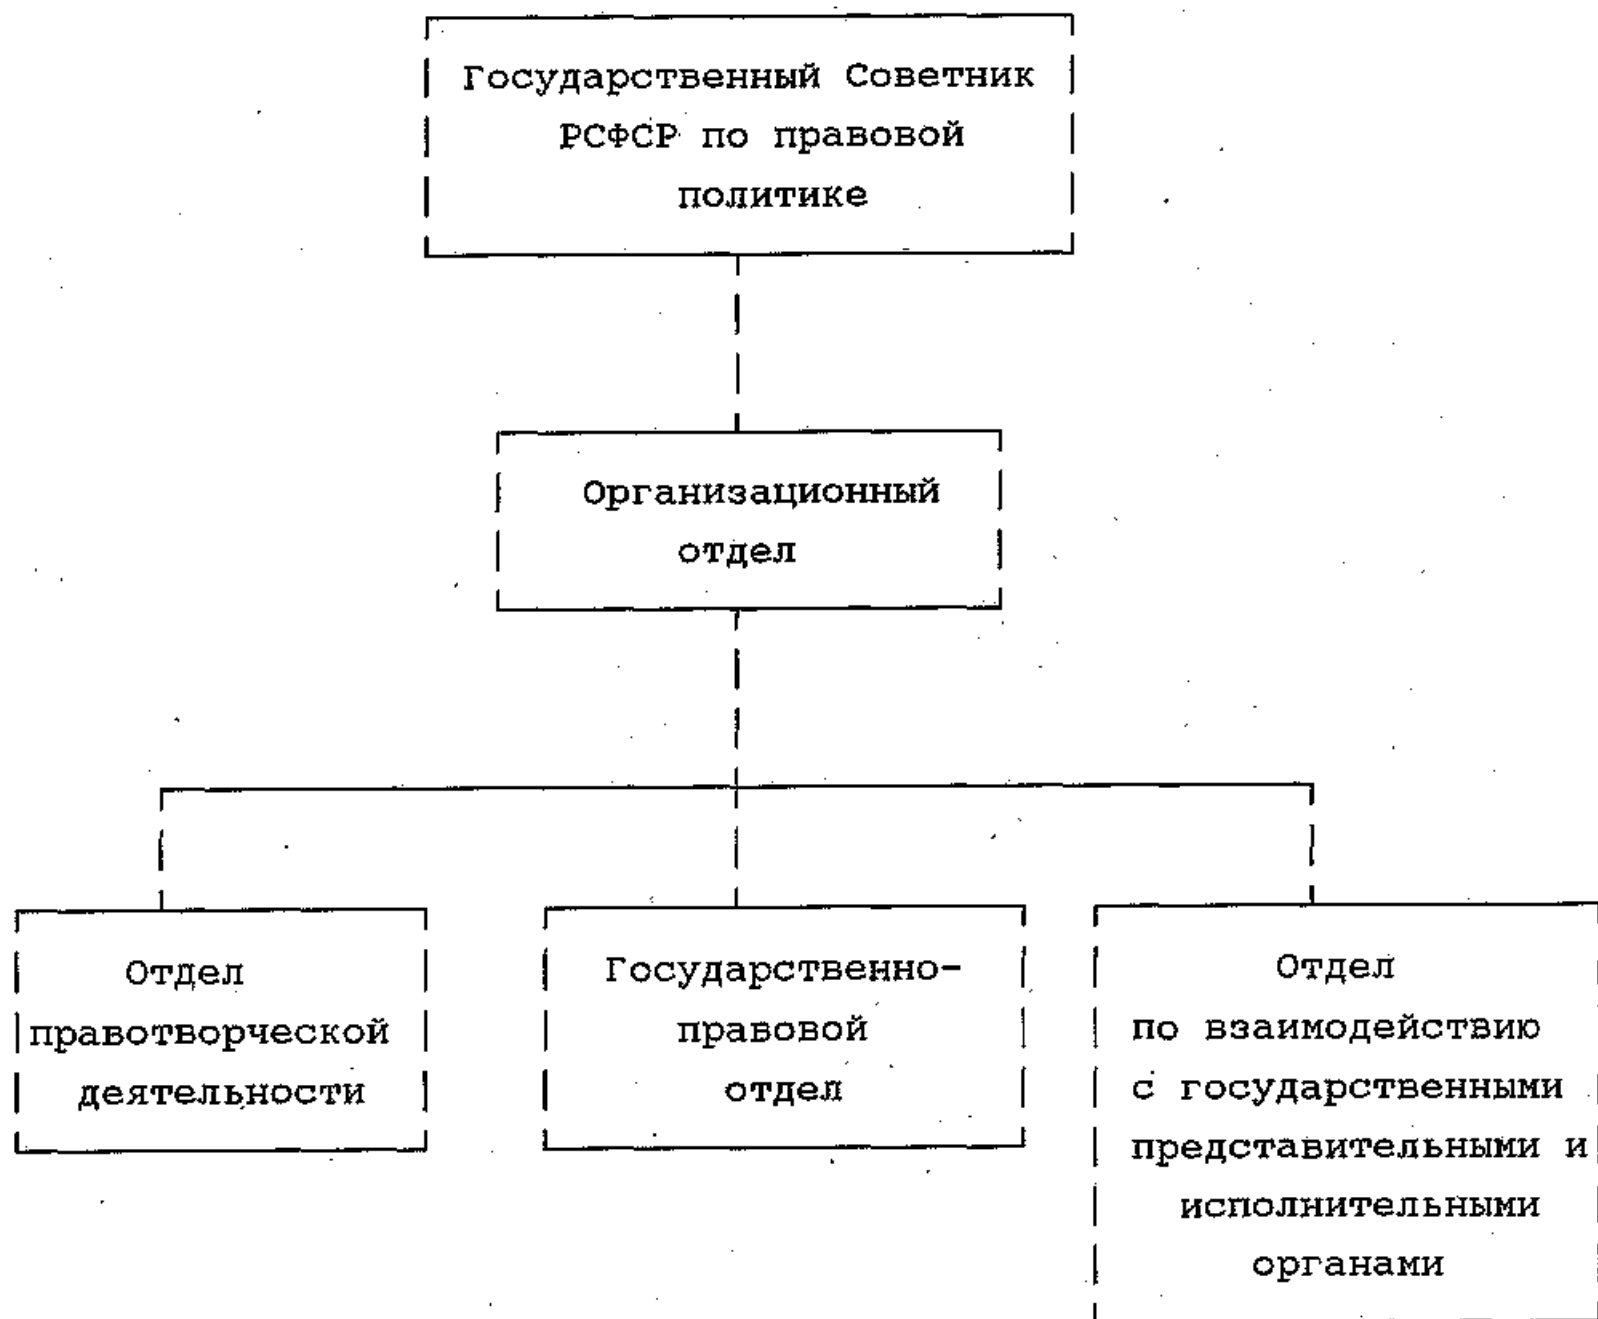 Государственный Советник
РСФСР по правовой
политике
Организационный
отдел
Отдел
правотворческой
деятельности
Государственно-
правовой
отдел
Отдел
по взаимодействию
с государственными
представительными и
исполнительными
органами